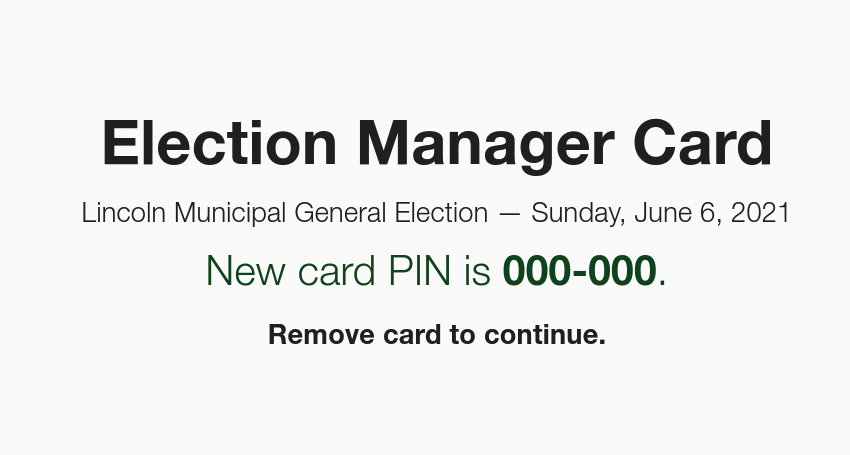 Election Manager Card
Lincoln Municipal General Election — Sunday, June 6, 2021
New card PIN is 000-000.
Remove card to continue.